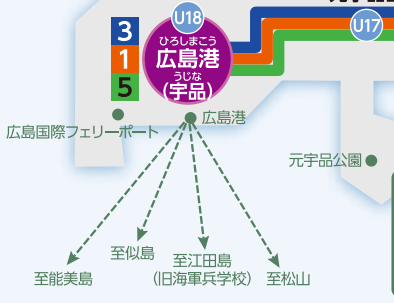 U18
U17
3
1
5
ひろしまこう
広島港
うじな
(宇品)
広島港
広島国際フェリーポート
元宇品公園
至能美島
至似島
至江田島
(旧海軍兵学校)
至松山